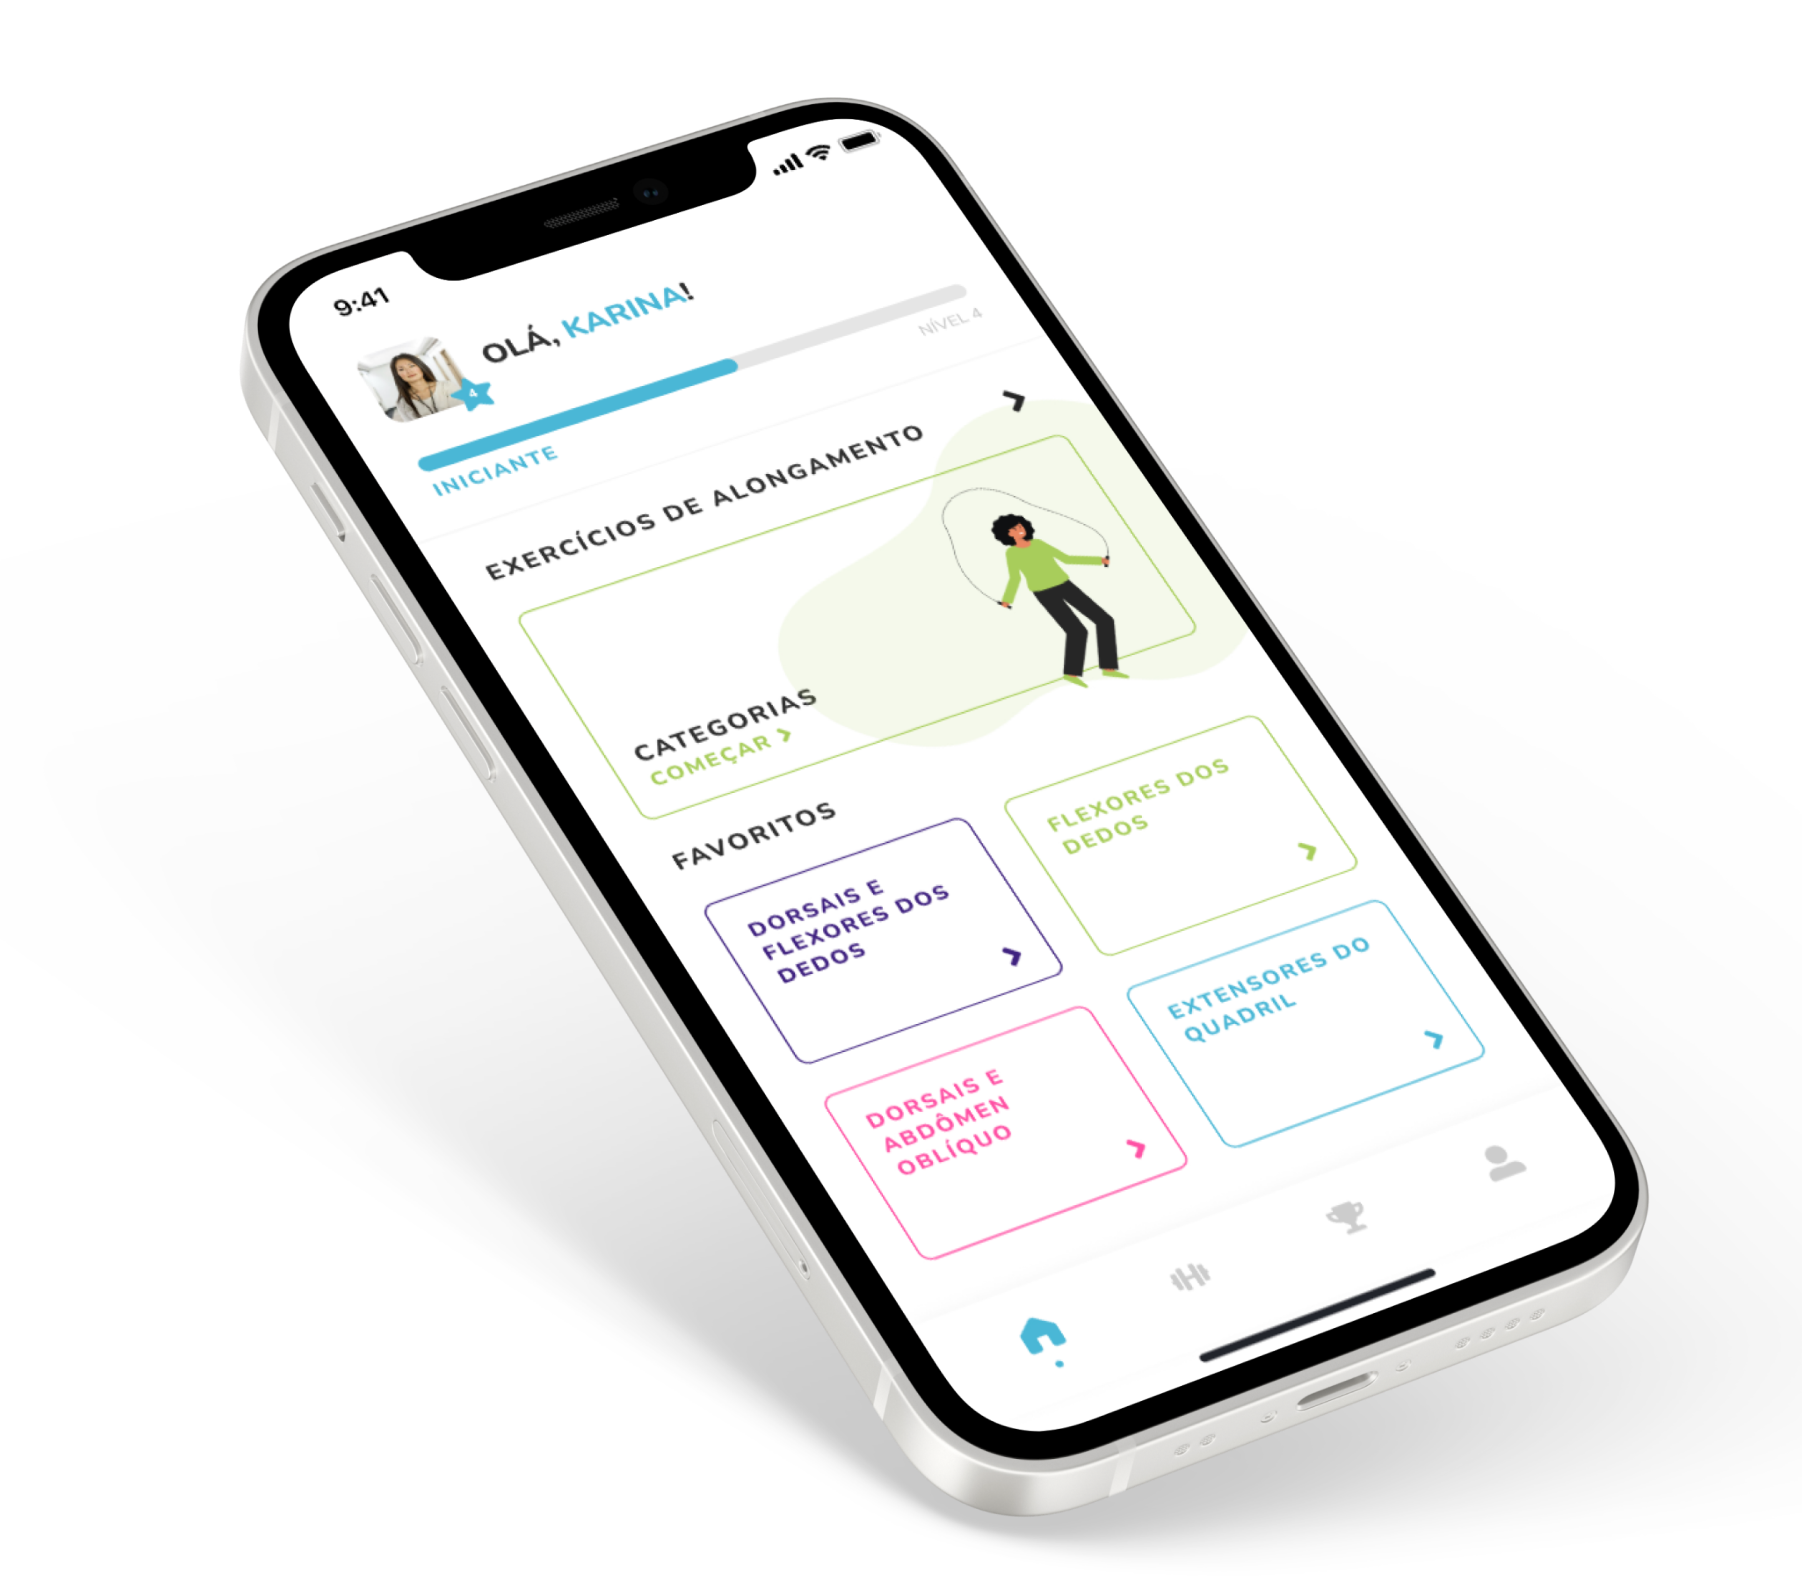 9:41
OLÁ, KARINA!
4
NÍVEL 4
INICIANTE
EXERCÍCIOS DE ALONGAMENTO
CATEGORIAS
COMEÇAR
FAVORITOS
DORSAIS E
FLEXORES DOS
DEDOS
FLEXORES DOS
DEDOS
DORSAIS E
ABDÔMEN
OBLÍQUO
EXTENSORES DO
QUADRIL